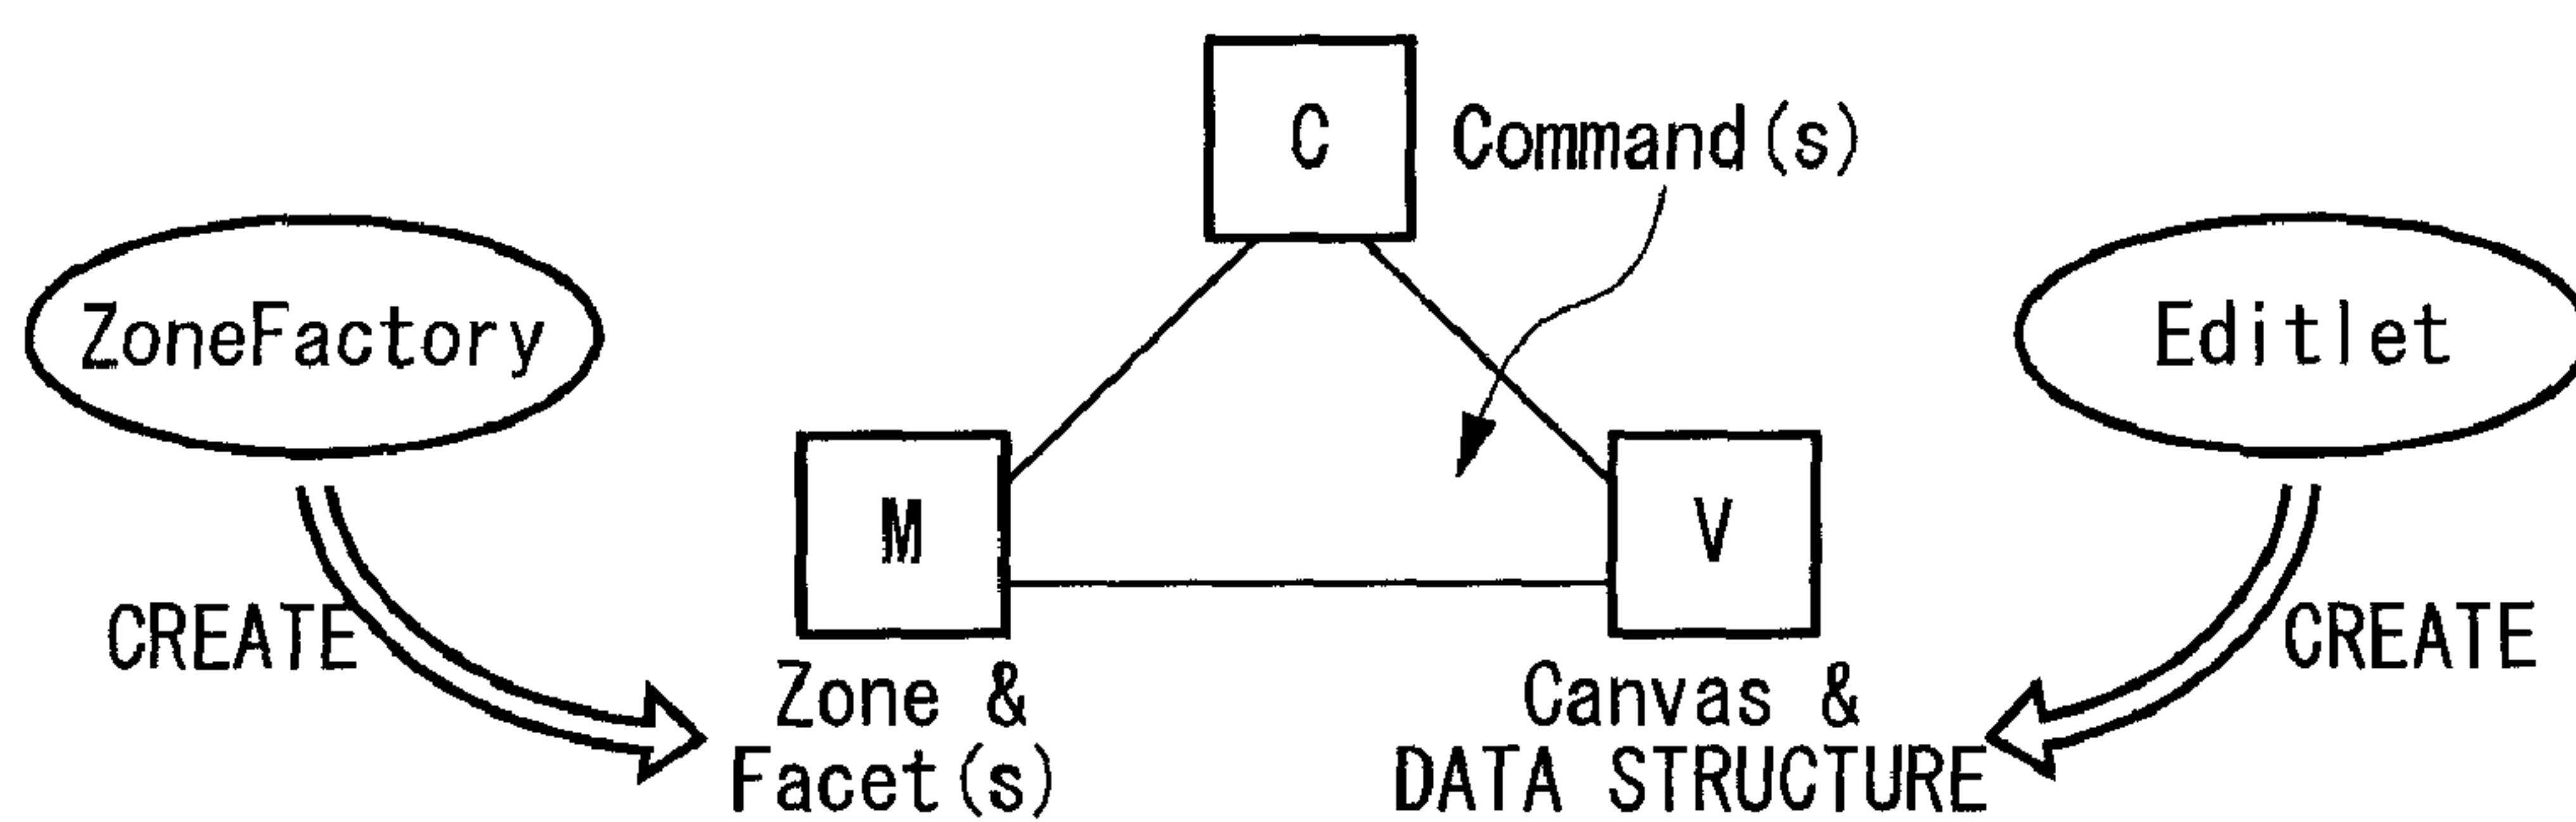 C
Command(s)
ZoneFactory
Editlet
M
V
CREATE
CREATE
Zone &
Facet(s)
Canvas &
DATA STRUCTURE